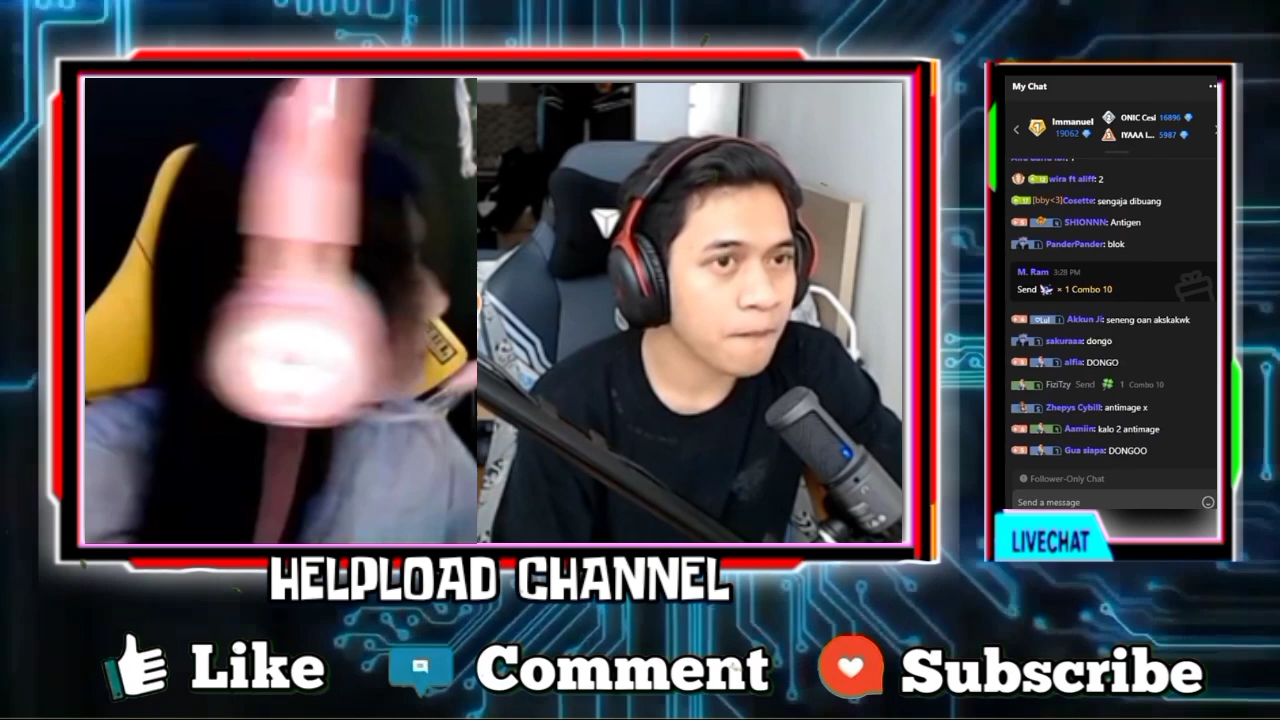 My Chat
Immanuel
19062
ONIC Cesi 16896
IYAAA I... 5987
wira ft aliff: 2
[bby<3]Cosette: sengaja dibuang
SHIONNN: Antigen
PanderPander: blok
M. Ram 3:28 PM
Send × 1 Combo 10
Akkun Ji: seneng oan akskakwk
sakuraaa: dongo
alfia: DONGO
FiziTzy Send 1 Combo 10
Zhepys Cybill: antimage x
Aamiin: kalo 2 antimage
Gua siapa: DONGOO
Follower-Only Chat
Send a message
LIVECHAT
HELPLOAD CHANNEL
Like
Comment
Subscribe